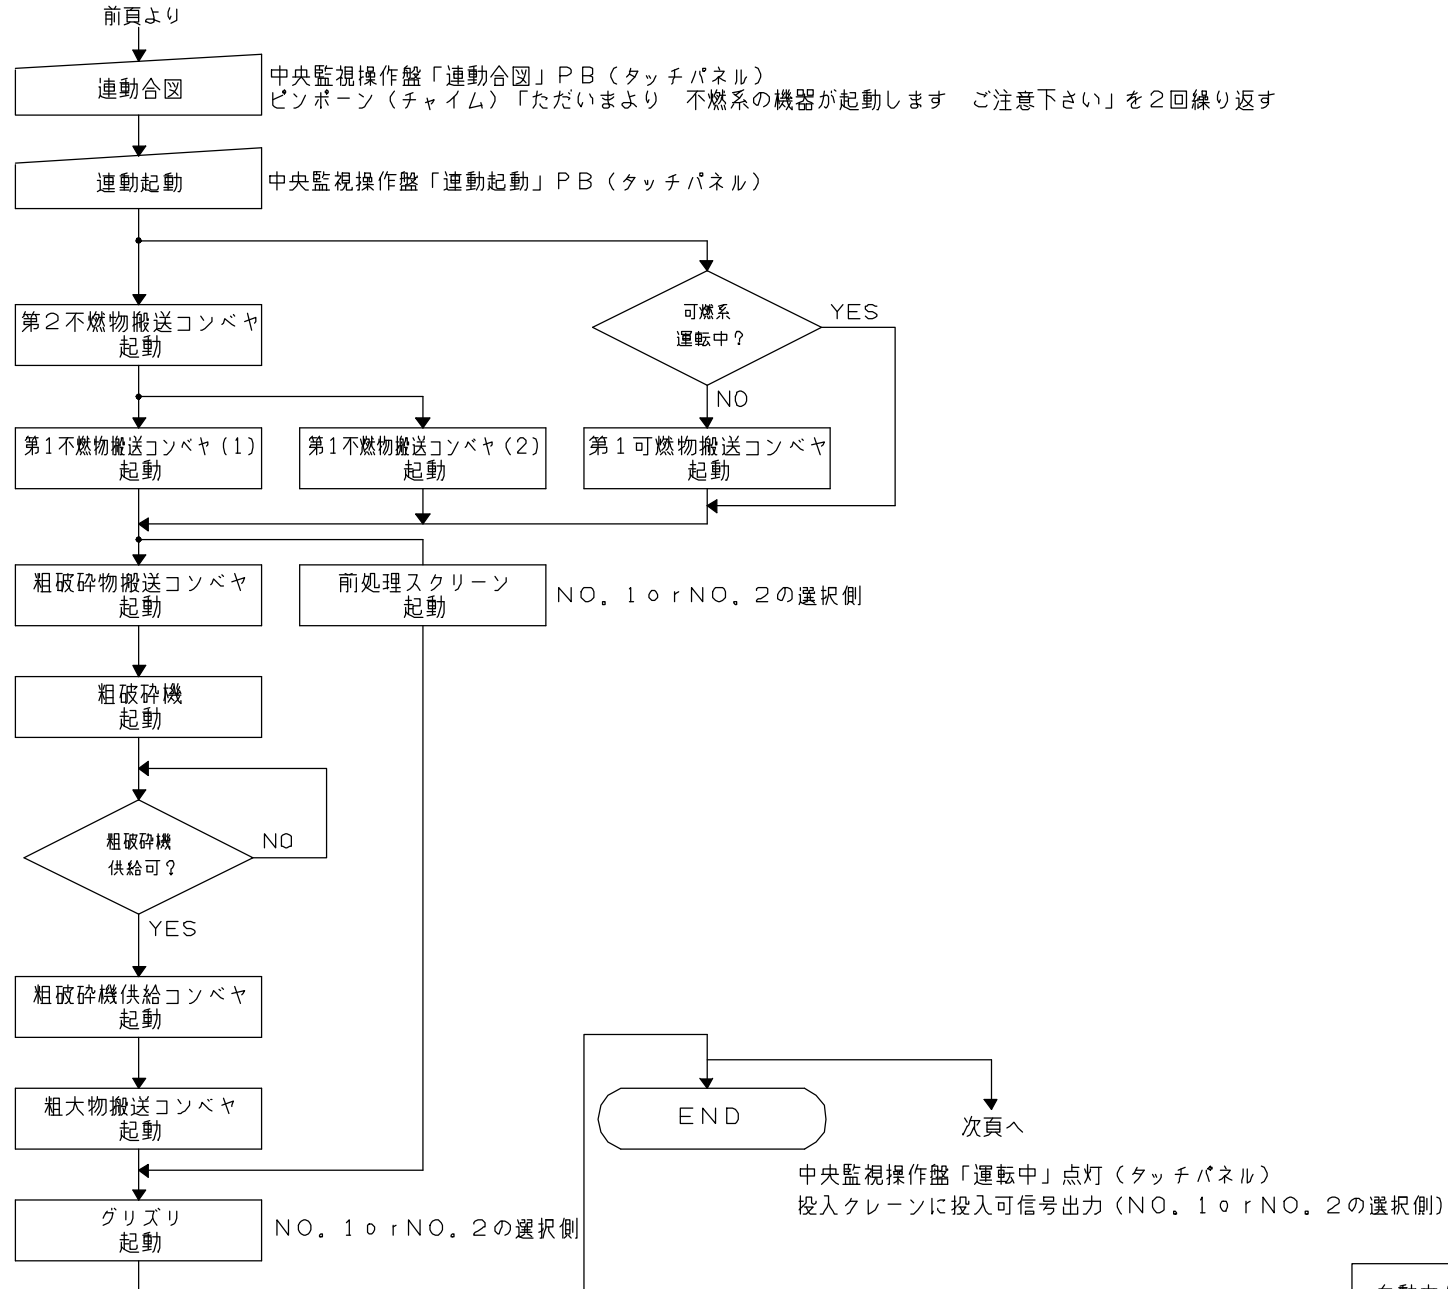 前頁より
連動合図
中央監視操作盤「連動合図」PB(タッチパネル)
ピンポーン(チャイム)「ただいまより 不燃系の機器が起動します ご注意下さい」を2回繰り返す
連動起動
中央監視操作盤「連動起動」PB(タッチパネル)
第2不燃物搬送コンベヤ
起動
可燃系
運転中?
YES
NO
第1不燃物搬送コンベヤ(1)
起動
第1不燃物搬送コンベヤ(2)
起動
第1可燃物搬送コンベヤ
起動
粗破砕物搬送コンベヤ
起動
前処理スクリーン
起動
NO.1orNO.2の選択側
粗破砕機
起動
粗破砕機
供給可?
NO
YES
粗破砕機供給コンベヤ
起動
粗大物搬送コンベヤ
起動
END
次頁へ
中央監視操作盤「運転中」点灯(タッチパネル)
投入クレーンに投入可信号出力(NO.1orNO.2の選択側)
グリズリ
起動
NO.1orNO.2の選択側